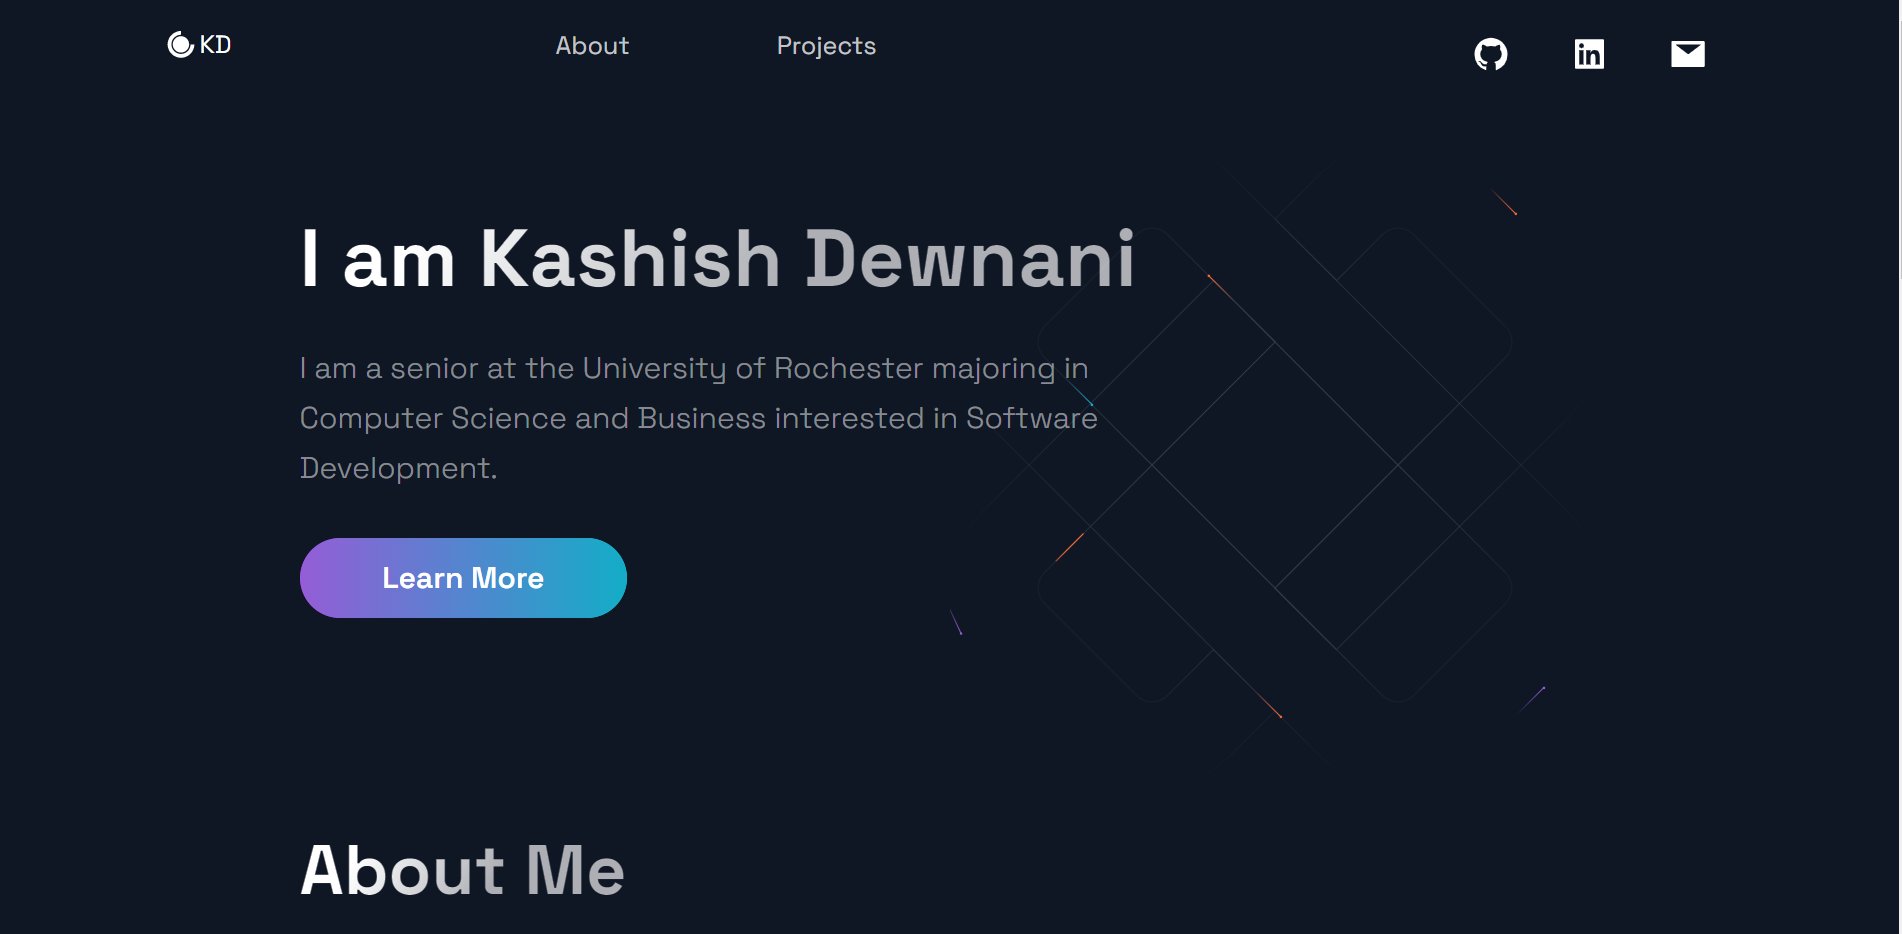 KD
About
Projects
in
I am Kashish Dewnani
I am a senior at the University of Rochester majoring in
Computer Science and Business interested in Software
Development.
Learn More
About Me